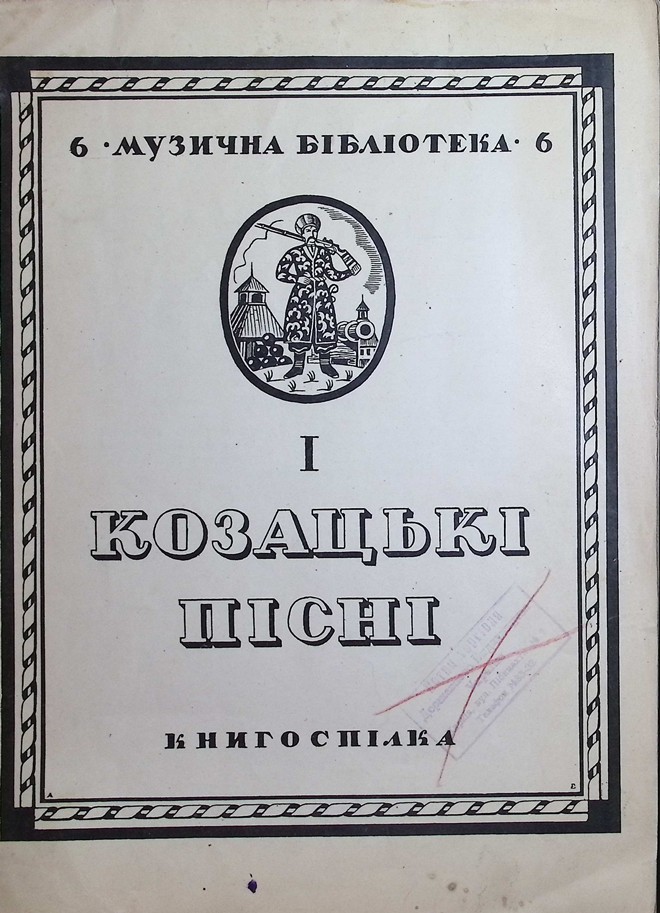 6 · МУЗИЧНА БІБЛІОТЕКА · 6
І
КОЗАЦЬКІ
ПІСНІ
КНИГОСПІЛКА
А